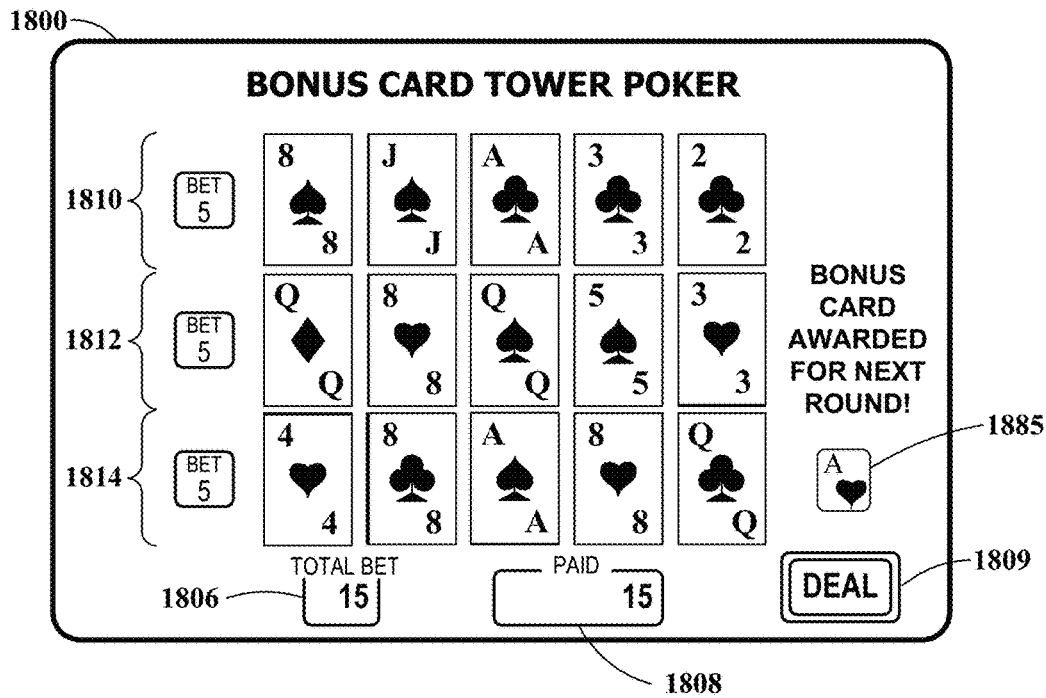 1800
BONUS CARD TOWER POKER
1810
BET
5
8
8
J
J
A
A
3
3
2
2
1812
BET
5
Q
Q
8
8
Q
Q
5
5
3
3
1814
BET
5
4
4
8
8
A
A
8
8
Q
Q
BONUS
CARD
AWARDED
FOR NEXT
ROUND!
1885
A
1806
TOTAL BET
15
PAID
15
1808
DEAL
1809